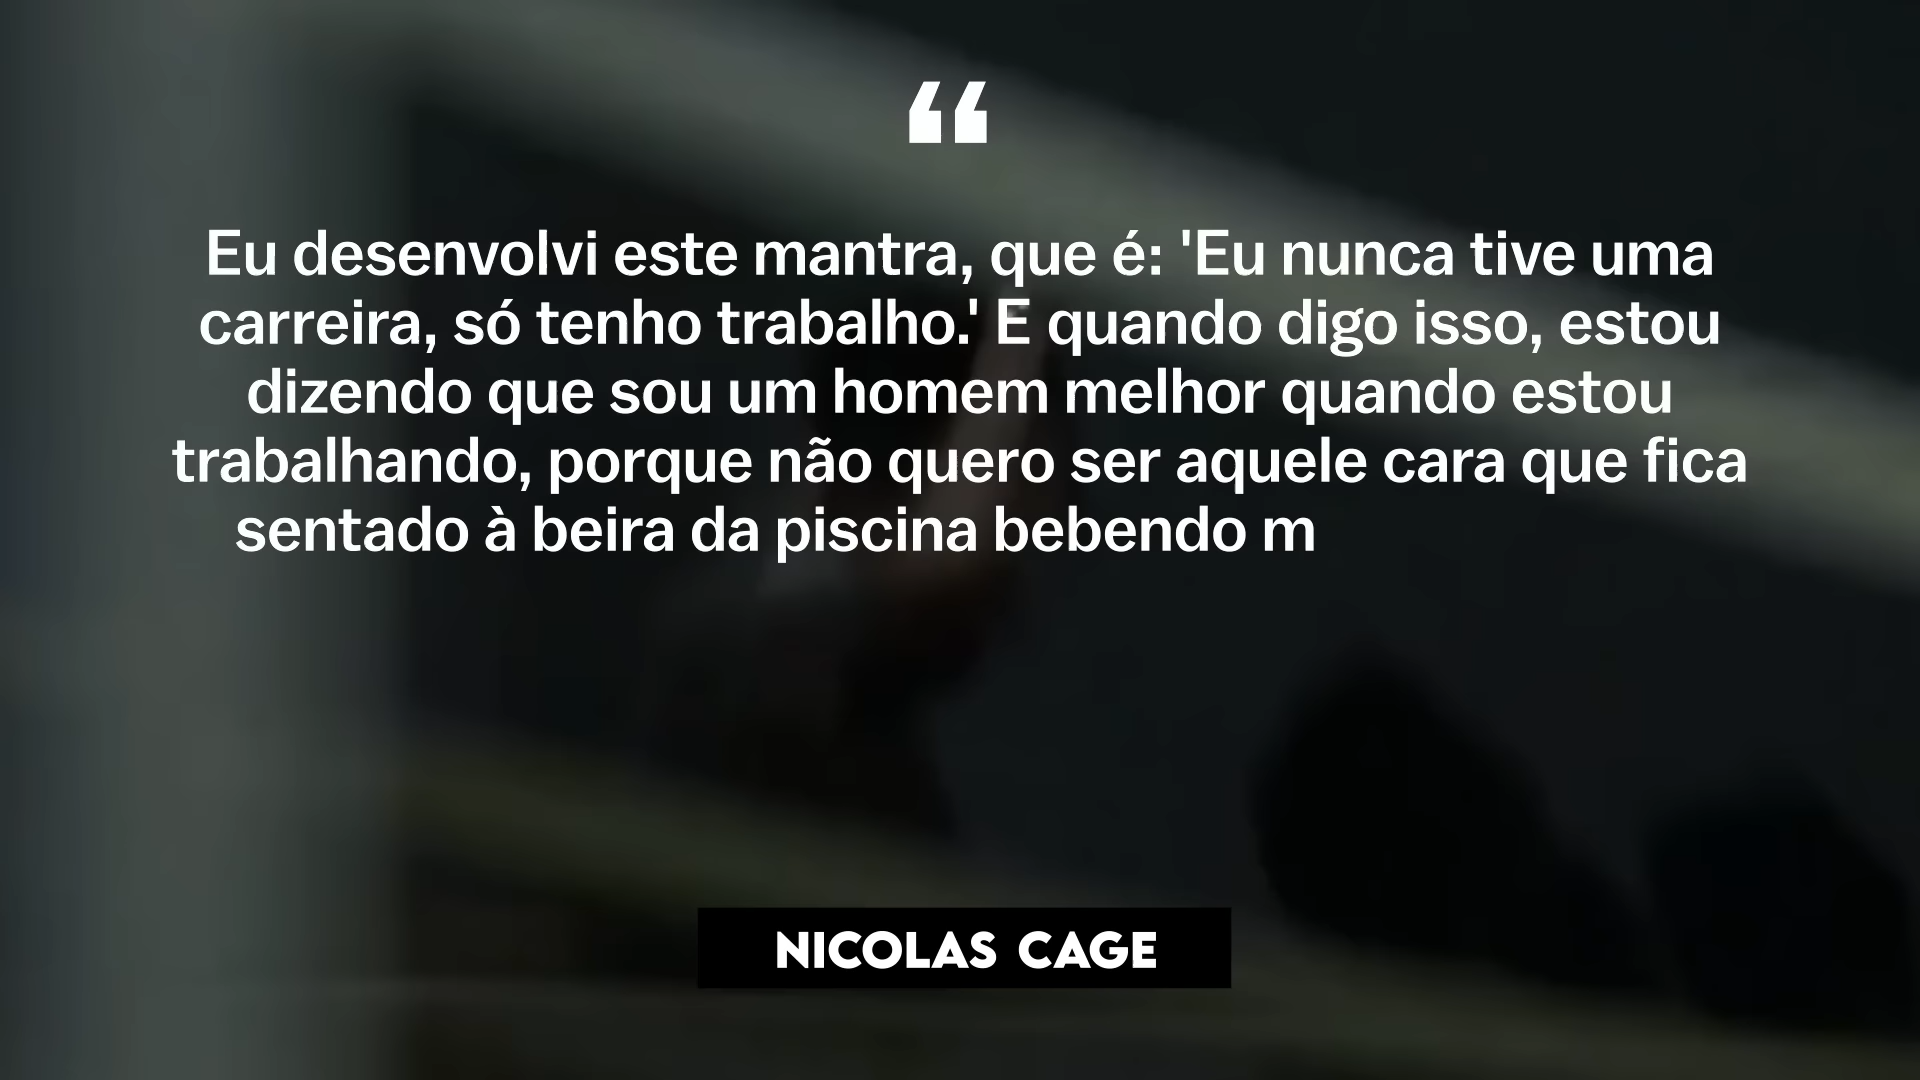 “
Eu desenvolvi este mantra, que é: 'Eu nunca tive uma
carreira, só tenho trabalho.' E quando digo isso, estou
dizendo que sou um homem melhor quando estou
trabalhando, porque não quero ser aquele cara que fica
sentado à beira da piscina bebendo m
NICOLAS CAGE